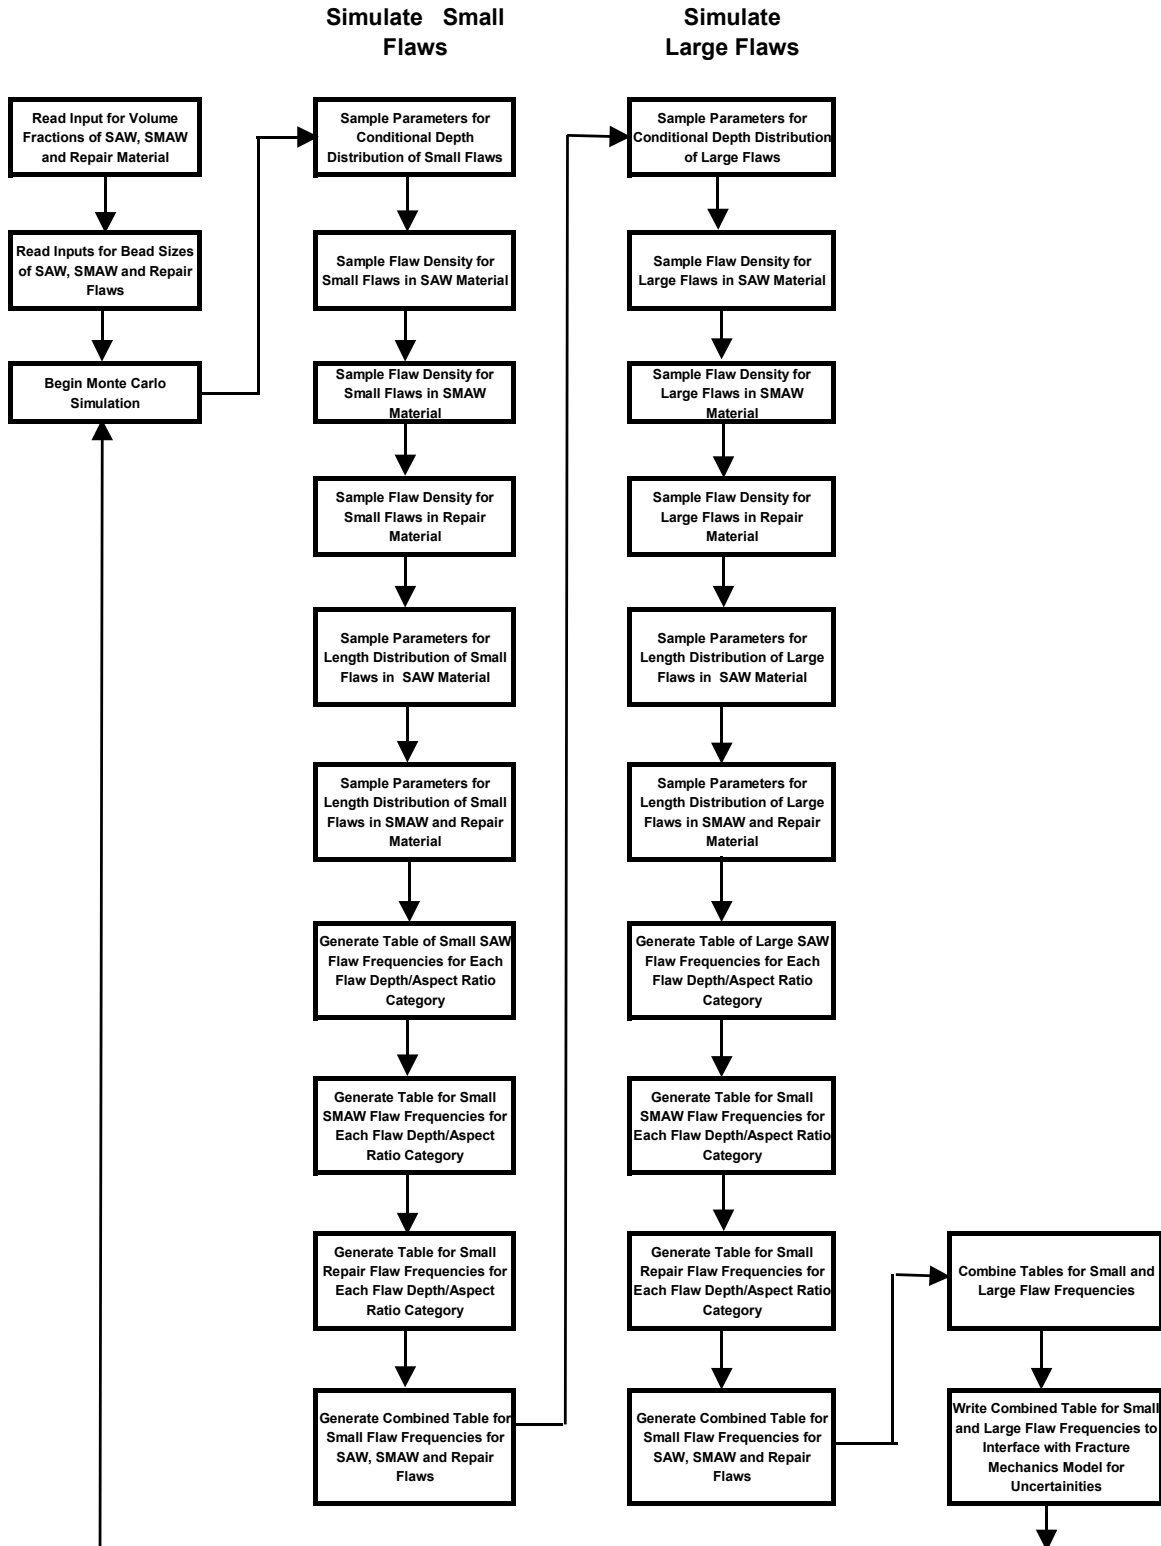 Simulate Small
Flaws
Simulate
Large Flaws
Read Input for Volume
Fractions of SAW, SMAW
and Repair Material
Read Inputs for Bead Sizes
of SAW, SMAW and Repair
Flaws
Begin Monte Carlo
Simulation
Sample Parameters for
Conditional Depth
Distribution of Small Flaws
Sample Flaw Density for
Small Flaws in SAW Material
Sample Flaw Density for
Small Flaws in SMAW
Material
Sample Flaw Density for
Small Flaws in Repair
Material
Sample Parameters for
Length Distribution of Small
Flaws in SAW Material
Sample Parameters for
Length Distribution of Small
Flaws in SMAW and Repair
Material
Generate Table of Small SAW
Flaw Frequencies for Each
Flaw Depth/Aspect Ratio
Category
Generate Table for Small
SMAW Flaw Frequencies for
Each Flaw Depth/Aspect
Ratio Category
Generate Table for Small
Repair Flaw Frequencies for
Each Flaw Depth/Aspect
Ratio Category
Generate Combined Table for
Small Flaw Frequencies for
SAW, SMAW and Repair
Flaws
Sample Parameters for
Conditional Depth Distribution
of Large Flaws
Sample Flaw Density for
Large Flaws in SAW Material
Sample Flaw Density for
Large Flaws in SMAW
Material
Sample Flaw Density for
Large Flaws in Repair
Material
Sample Parameters for
Length Distribution of Large
Flaws in SAW Material
Sample Parameters for
Length Distribution of Large
Flaws in SMAW and Repair
Material
Generate Table of Large SAW
Flaw Frequencies for Each
Flaw Depth/Aspect Ratio
Category
Generate Table for Small
SMAW Flaw Frequencies for
Each Flaw Depth/Aspect Ratio
Category
Generate Table for Small
Repair Flaw Frequencies for
Each Flaw Depth/Aspect Ratio
Category
Generate Combined Table for
Small Flaw Frequencies for
SAW, SMAW and Repair
Flaws
Combine Tables for Small and
Large Flaw Frequencies
Write Combined Table for Small
and Large Flaw Frequencies to
Interface with Fracture
Mechanics Model for
Uncertainities